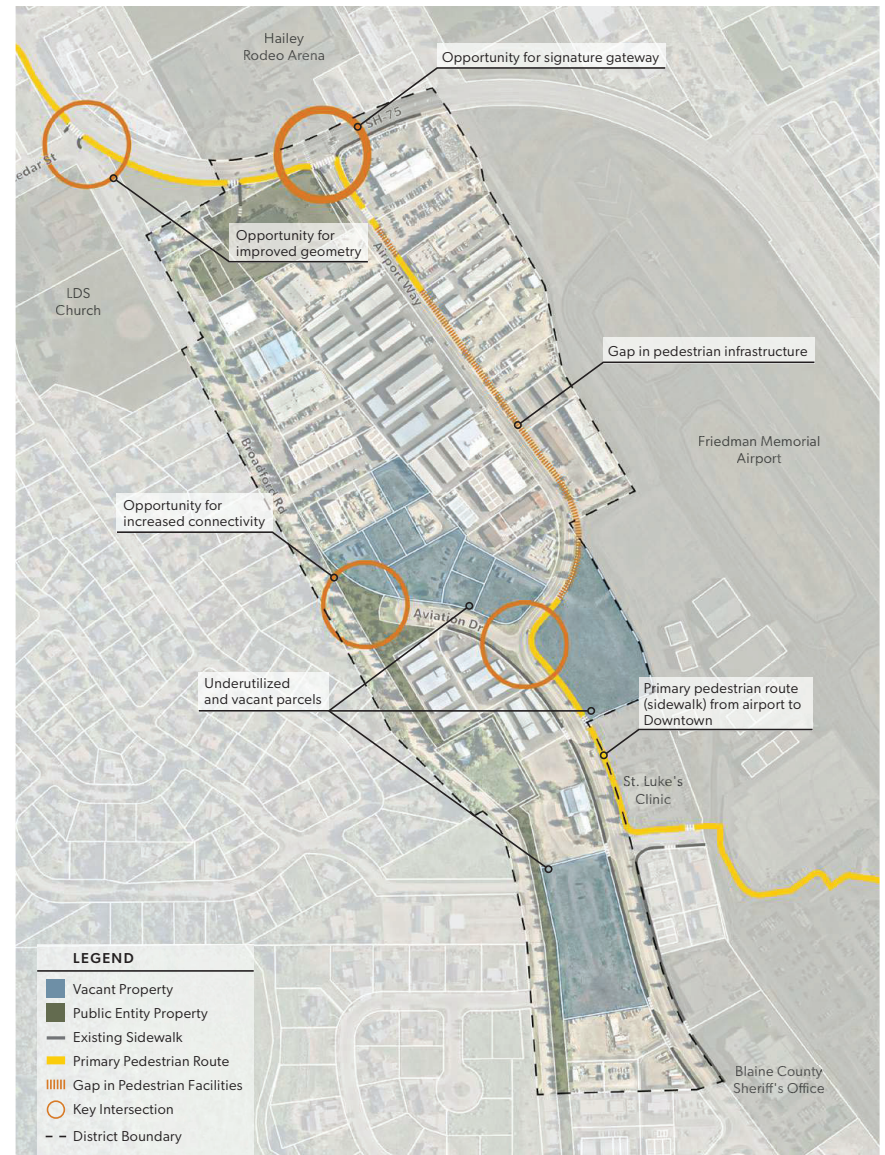 Hailey
Rodeo Arena
Opportunity for signature gateway
SH-75
edar St
Opportunity for
improved geometry
Airport Way
LDS
Church
Gap in pedestrian infrastructure
Friedman Memorial
Airport
Broadford Rd
Opportunity for
increased connectivity
Aviation Dr
Underutilized
and vacant parcels
Primary pedestrian route
(sidewalk) from airport to
Downtown
St. Luke's
Clinic
LEGEND
Vacant Property
Public Entity Property
Existing Sidewalk
Primary Pedestrian Route
Gap in Pedestrian Facilities
Key Intersection
District Boundary
Blaine County
Sheriff's Office